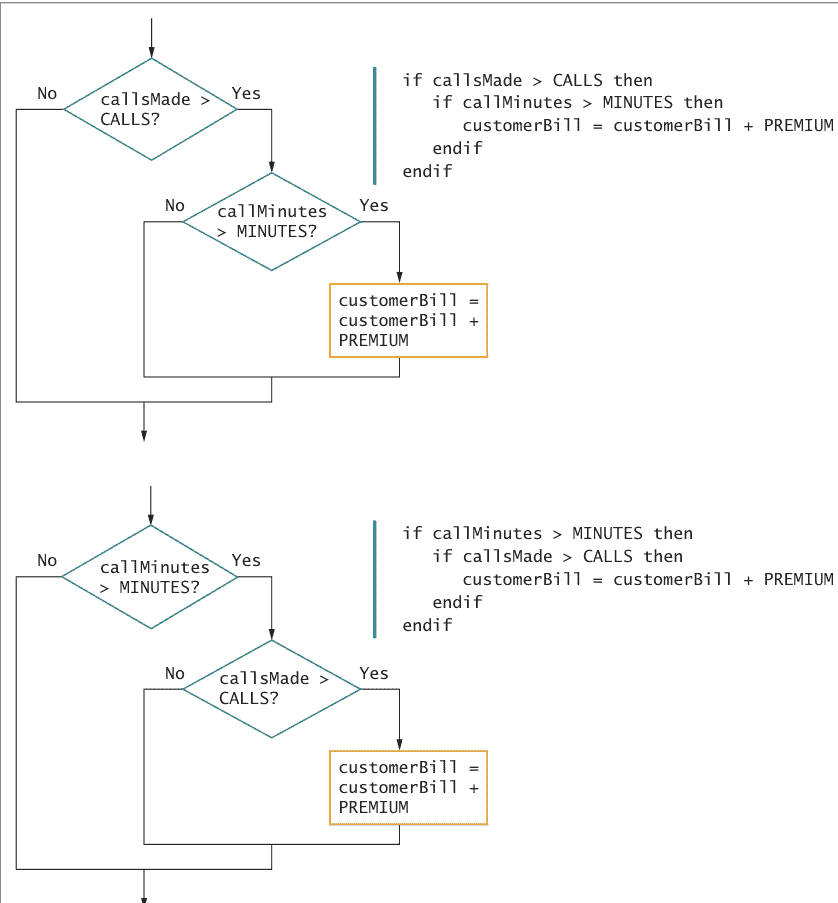 No
callsMade >
CALLS?
Yes
if callsMade > CALLS then
if callMinutes > MINUTES then
customerBill = customerBill + PREMIUM
endif
endif
No
callMinutes
> MINUTES?
Yes
customerBill =
customerBill +
PREMIUM
No
callMinutes
> MINUTES?
Yes
if callMinutes > MINUTES then
if callsMade > CALLS then
customerBill = customerBill + PREMIUM
endif
endif
No
callsMade >
CALLS?
Yes
customerBill =
customerBill +
PREMIUM